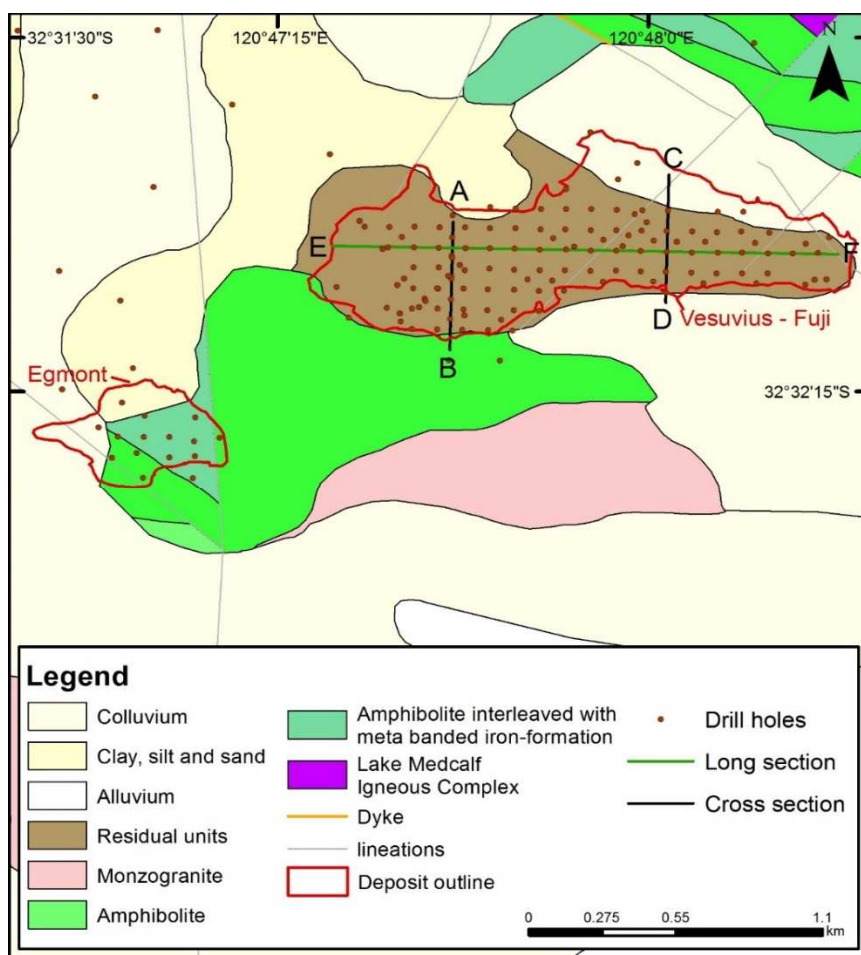 32°31'30"S
120°47'15"E
120°48'0"E
N
A
C
E
F
B
D
Vesuvius - Fuji
Egmont
32°32'15"S
Legend
Colluvium
Clay, silt and sand
Alluvium
Residual units
Monzogranite
Amphibolite
Amphibolite interleaved with
meta banded iron-formation
Lake Medcalf
Igneous Complex
Dyke
lineations
Deposit outline
Drill holes
Long section
Cross section
0 0.275 0.55 1.1
km